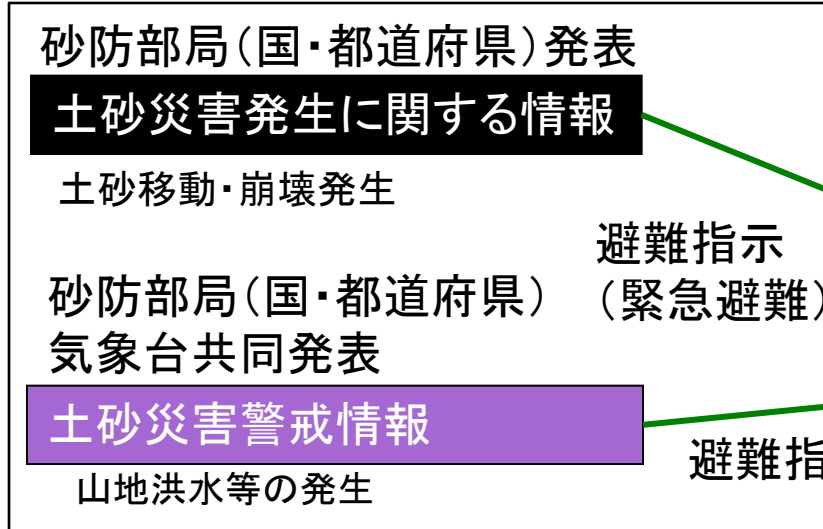 砂防部局(国・都道府県)発表
土砂災害発生に関する情報
土砂移動・崩壊発生
避難指示
(緊急避難)
砂防部局(国・都道府県)
気象台共同発表
土砂災害警戒情報
避難指
山地洪水等の発生